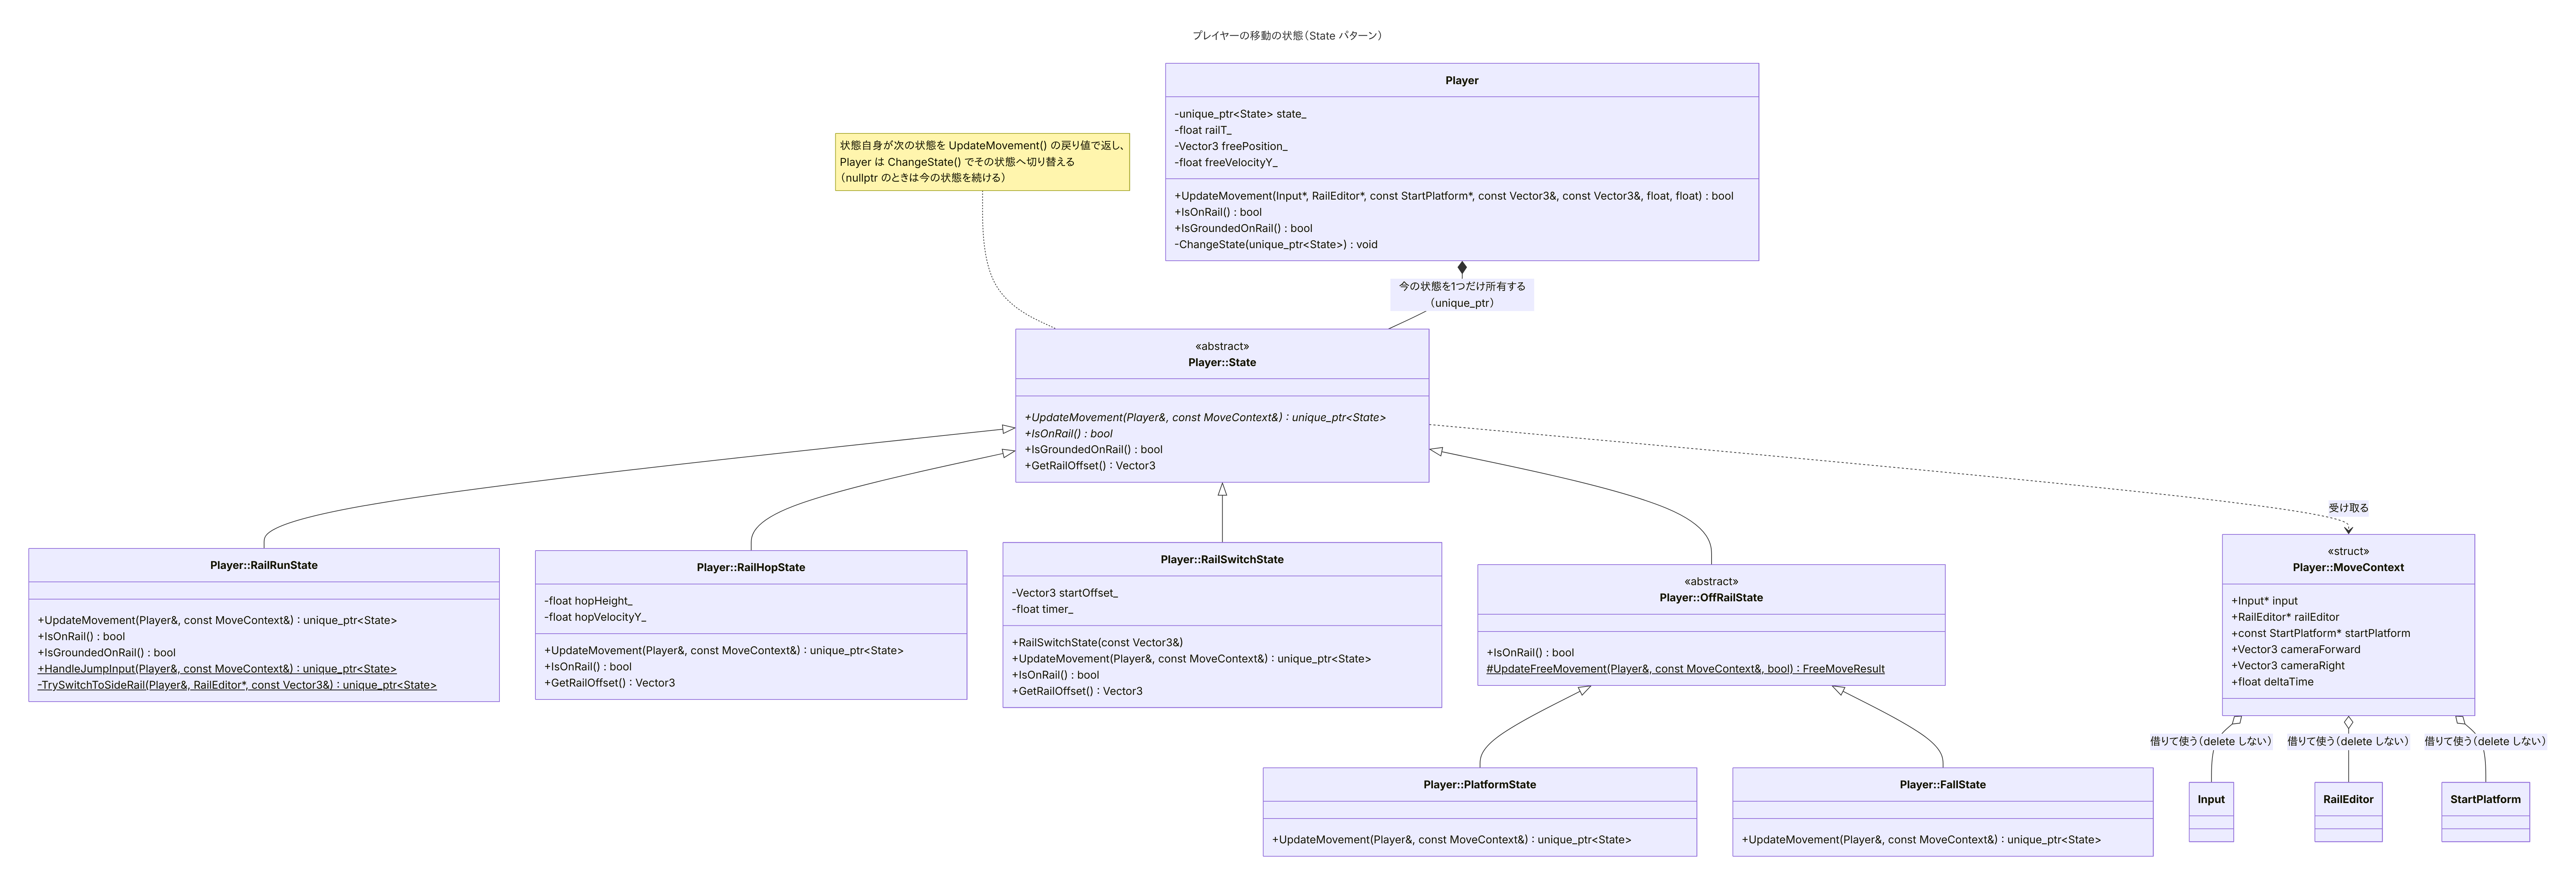 プレイヤーの移動の状態（State パターン）
Player
-unique_ptr<State> state_
-float railT_
-Vector3 freePosition_
-float freeVelocityY_
+UpdateMovement(Input*, RailEditor*, const StartPlatform*, const Vector3&, const Vector3&, float, float) : bool
+IsOnRail() : bool
+IsGroundedOnRail() : bool
-ChangeState(unique_ptr<State>) : void
状態自身が次の状態を UpdateMovement() の戻り値で返し、
Player は ChangeState() でその状態へ切り替える
（nullptr のときは今の状態を続ける）
今の状態を1つだけ所有する
（unique_ptr）
«abstract»
Player::State
+UpdateMovement(Player&, const MoveContext&) : unique_ptr<State>
+IsOnRail() : bool
+IsGroundedOnRail() : bool
+GetRailOffset() : Vector3
受け取る
Player::RailRunState
+UpdateMovement(Player&, const MoveContext&) : unique_ptr<State>
+IsOnRail() : bool
+IsGroundedOnRail() : bool
+HandleJumpInput(Player&, const MoveContext&) : unique_ptr<State>
-TrySwitchToSideRail(Player&, RailEditor*, const Vector3&) : unique_ptr<State>
Player::RailHopState
-float hopHeight_
-float hopVelocityY_
+UpdateMovement(Player&, const MoveContext&) : unique_ptr<State>
+IsOnRail() : bool
+GetRailOffset() : Vector3
Player::RailSwitchState
-Vector3 startOffset_
-float timer_
+RailSwitchState(const Vector3&)
+UpdateMovement(Player&, const MoveContext&) : unique_ptr<State>
+IsOnRail() : bool
+GetRailOffset() : Vector3
«abstract»
Player::OffRailState
+IsOnRail() : bool
#UpdateFreeMovement(Player&, const MoveContext&, bool) : FreeMoveResult
«struct»
Player::MoveContext
+Input* input
+RailEditor* railEditor
+const StartPlatform* startPlatform
+Vector3 cameraForward
+Vector3 cameraRight
+float deltaTime
借りて使う（delete しない）
借りて使う（delete しない）
借りて使う（delete しない）
Player::PlatformState
+UpdateMovement(Player&, const MoveContext&) : unique_ptr<State>
Player::FallState
+UpdateMovement(Player&, const MoveContext&) : unique_ptr<State>
Input
RailEditor
StartPlatform